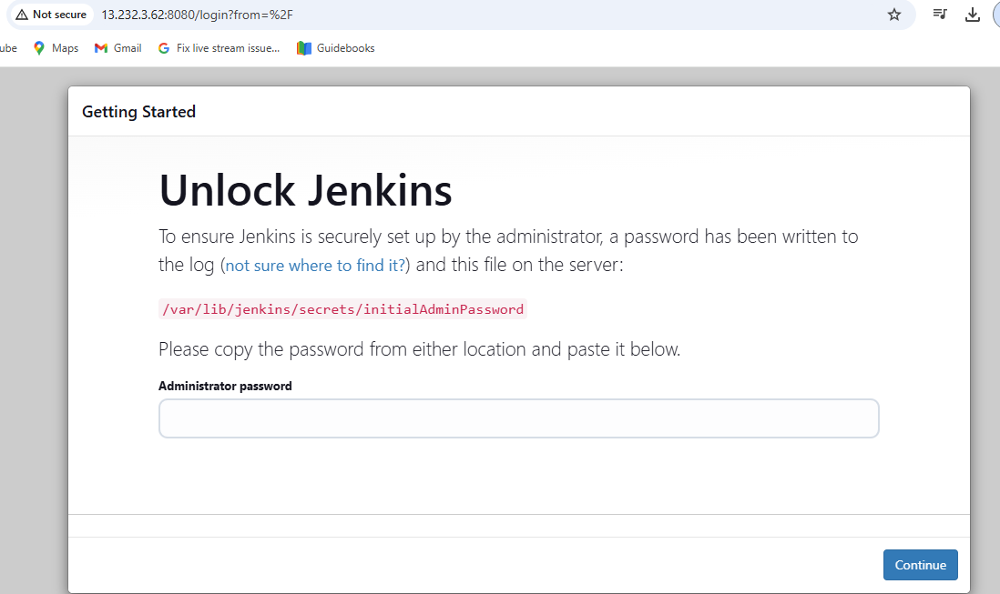 Not secure 13.232.3.62:8080/login?from=%2F
ube Maps Gmail Fix live stream issue... Guidebooks
Getting Started
Unlock Jenkins
To ensure Jenkins is securely set up by the administrator, a password has been written to
the log (not sure where to find it?) and this file on the server:
/var/lib/jenkins/secrets/initialAdminPassword
Please copy the password from either location and paste it below.
Administrator password
Continue